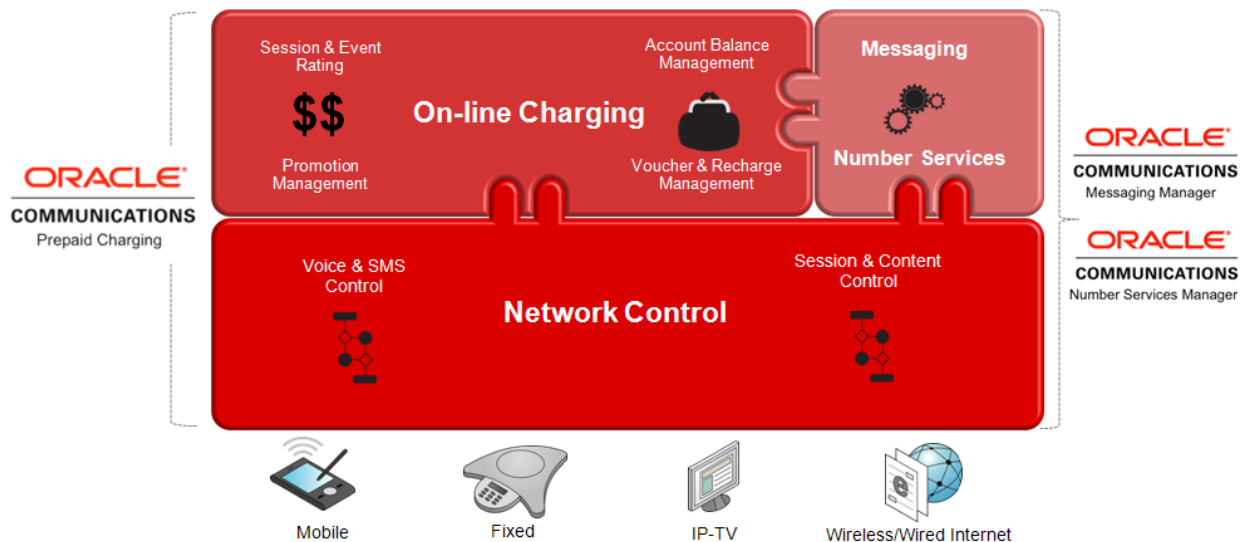 Session & Event
Rating
$$
Promotion
Management
On-line Charging
Account Balance
Management
Voucher & Recharge
Management
Messaging
Number Services
ORACLE®
COMMUNICATIONS
Prepaid Charging
ORACLE®
COMMUNICATIONS
Messaging Manager
ORACLE®
COMMUNICATIONS
Number Services Manager
Voice & SMS
Control
Network Control
Session & Content
Control
e
Mobile
Fixed
IP-TV
Wireless/Wired Internet